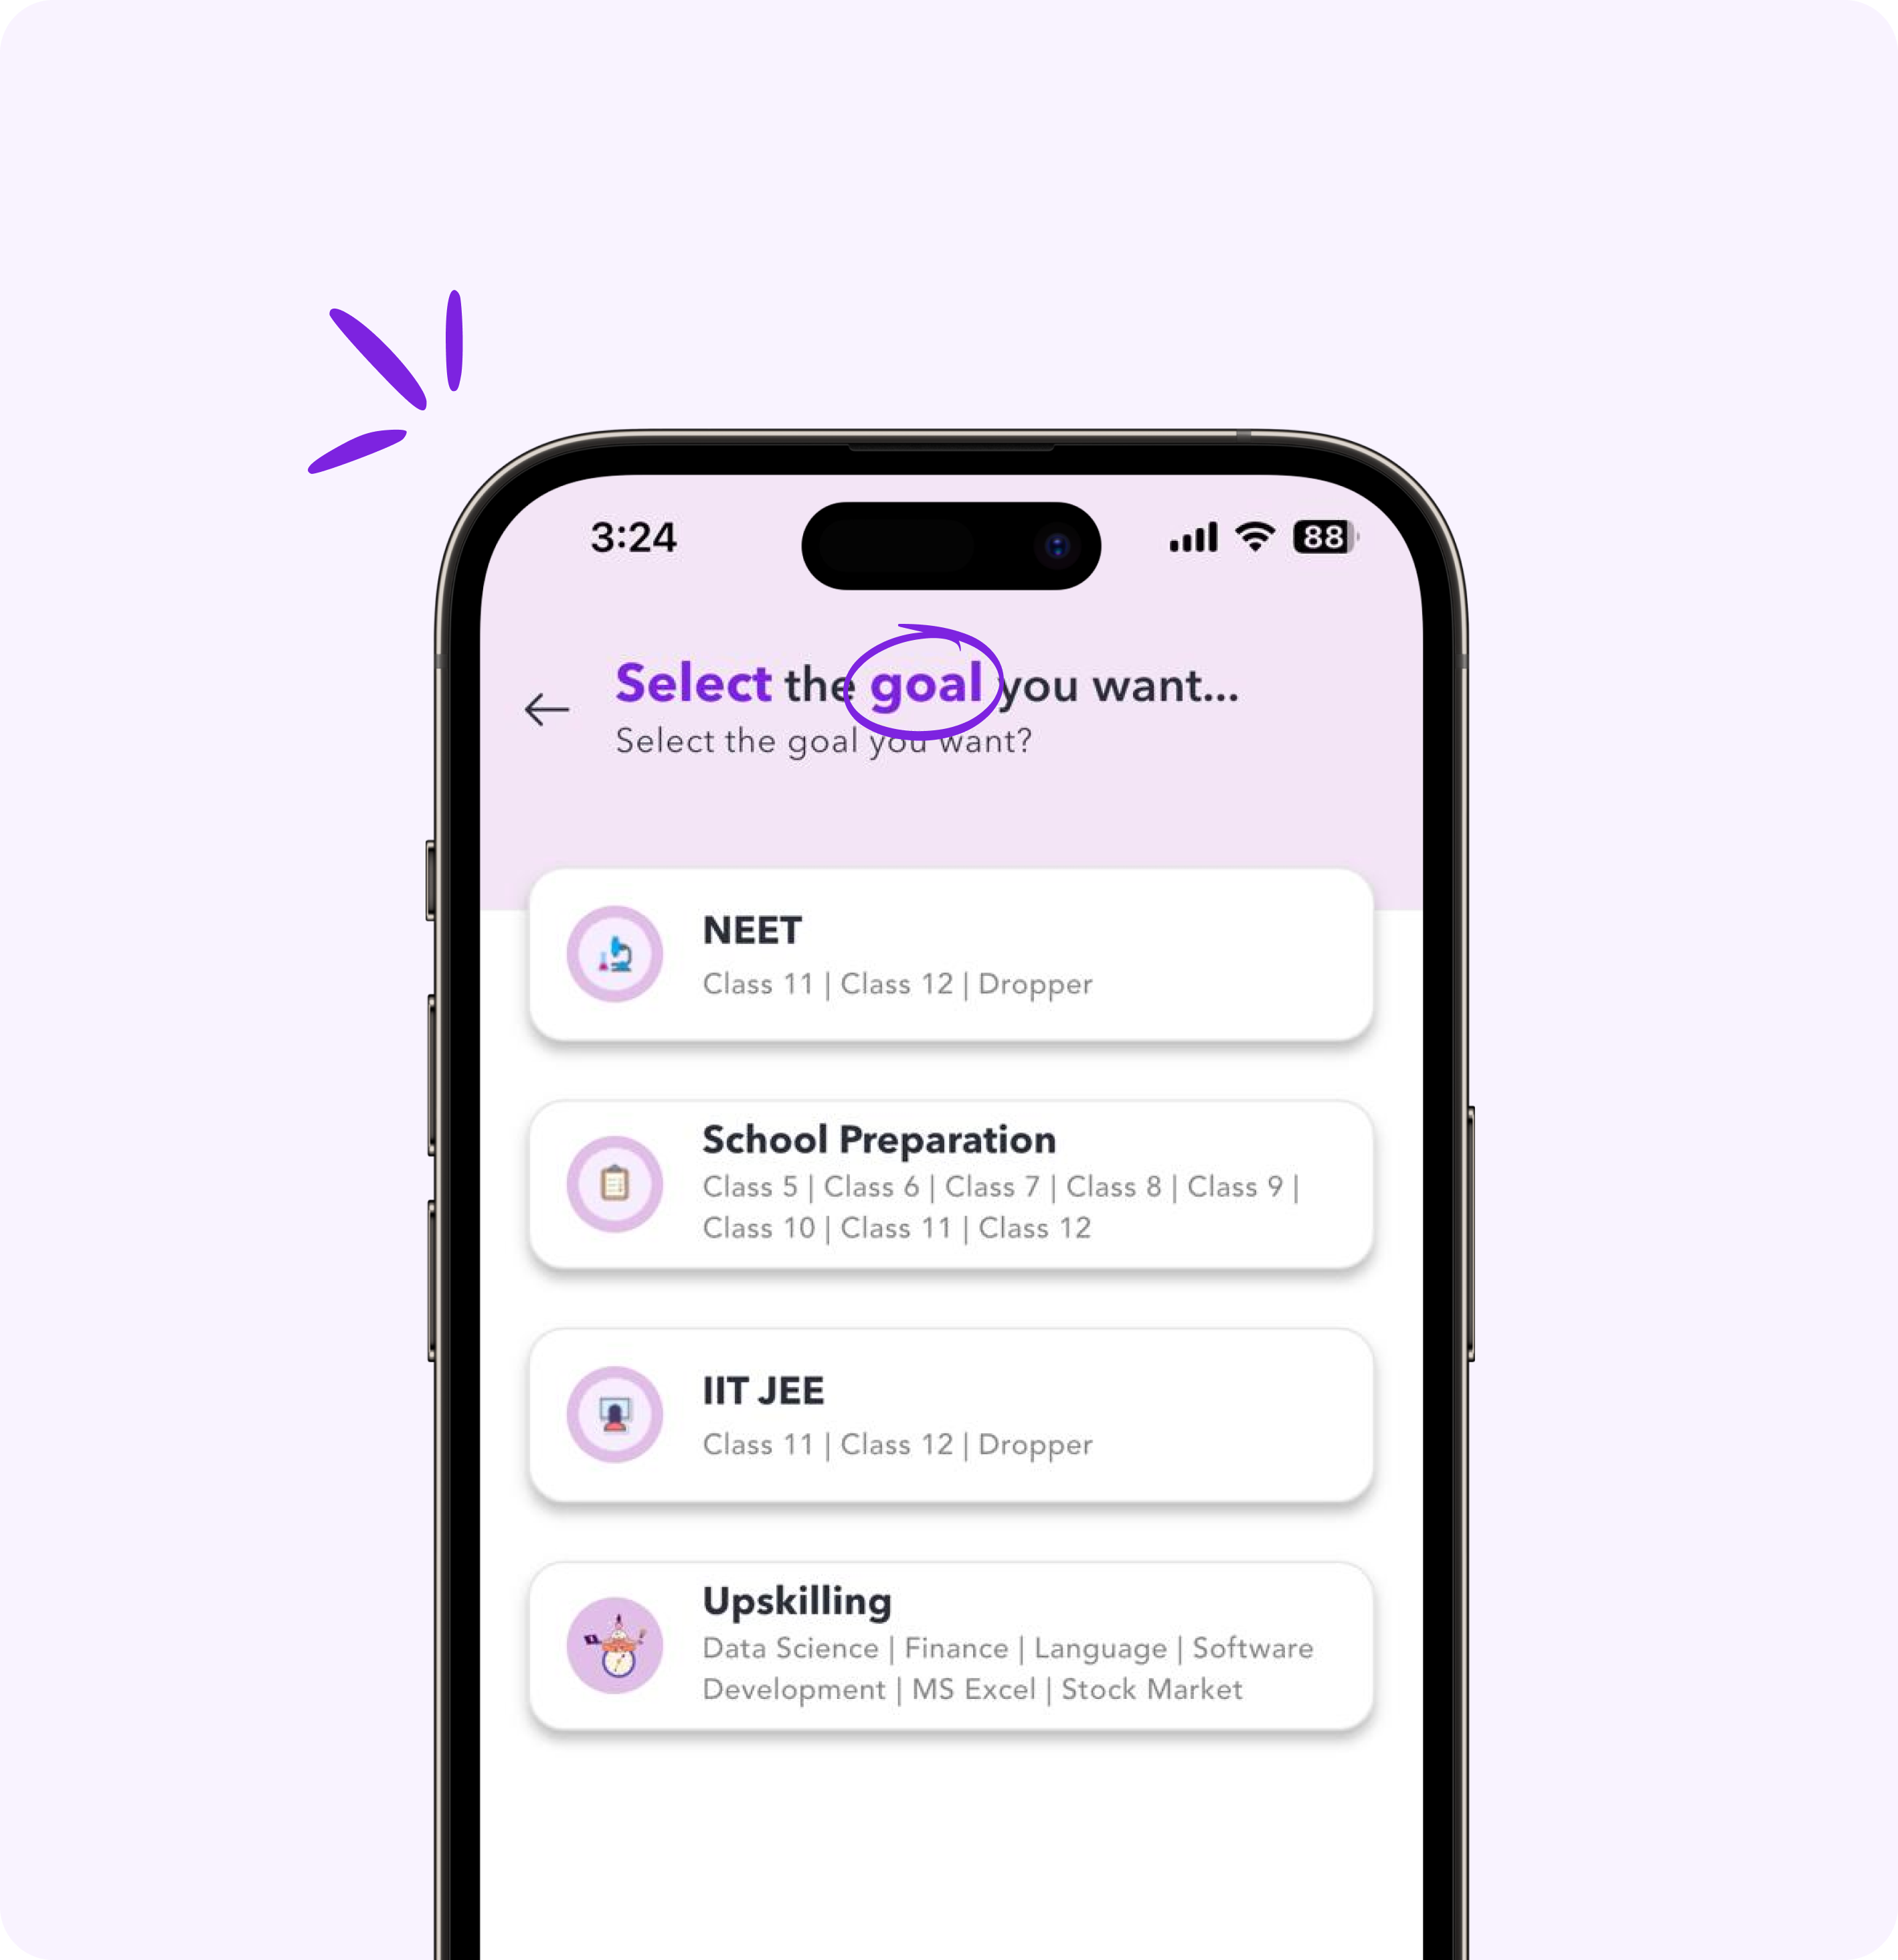 3:24
88
Select the goal you want...
Select the goal you want?
NEET
Class 11 | Class 12 | Dropper
School Preparation
Class 5 | Class 6 | Class 7 | Class 8 | Class 9 |
Class 10 | Class 11 | Class 12
IIT JEE
Class 11 | Class 12 | Dropper
Upskilling
Data Science | Finance | Language | Software
Development | MS Excel | Stock Market